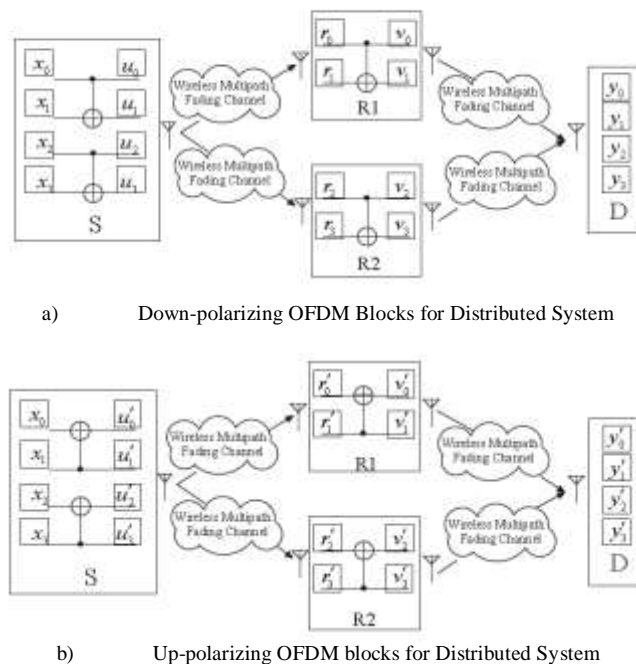 x₀ u₀
x₁ u₁
x₂ u₂
S
Wireless Multipath
Fading Channel
Wireless Multipath
Fading Channel
r₀ v₀
r₁ v₁
R1
r₂ v₂
r₃ v₃
R2
Wireless Multipath
Fading Channel
Wireless Multipath
Fading Channel
y₀
y₁
y₂
y₃
D
a) Down-polarizing OFDM Blocks for Distributed System
x₀ u′₀
x₁ u′₁
x₂ u′₂
S
Wireless Multipath
Fading Channel
Wireless Multipath
Fading Channel
r′₀ v′₀
r′₁ v′₁
R1
r′₂ v′₂
r′₃ v′₃
R2
Wireless Multipath
Fading Channel
Wireless Multipath
Fading Channel
y′₀
y′₁
y′₂
y′₃
D
b) Up-polarizing OFDM blocks for Distributed System